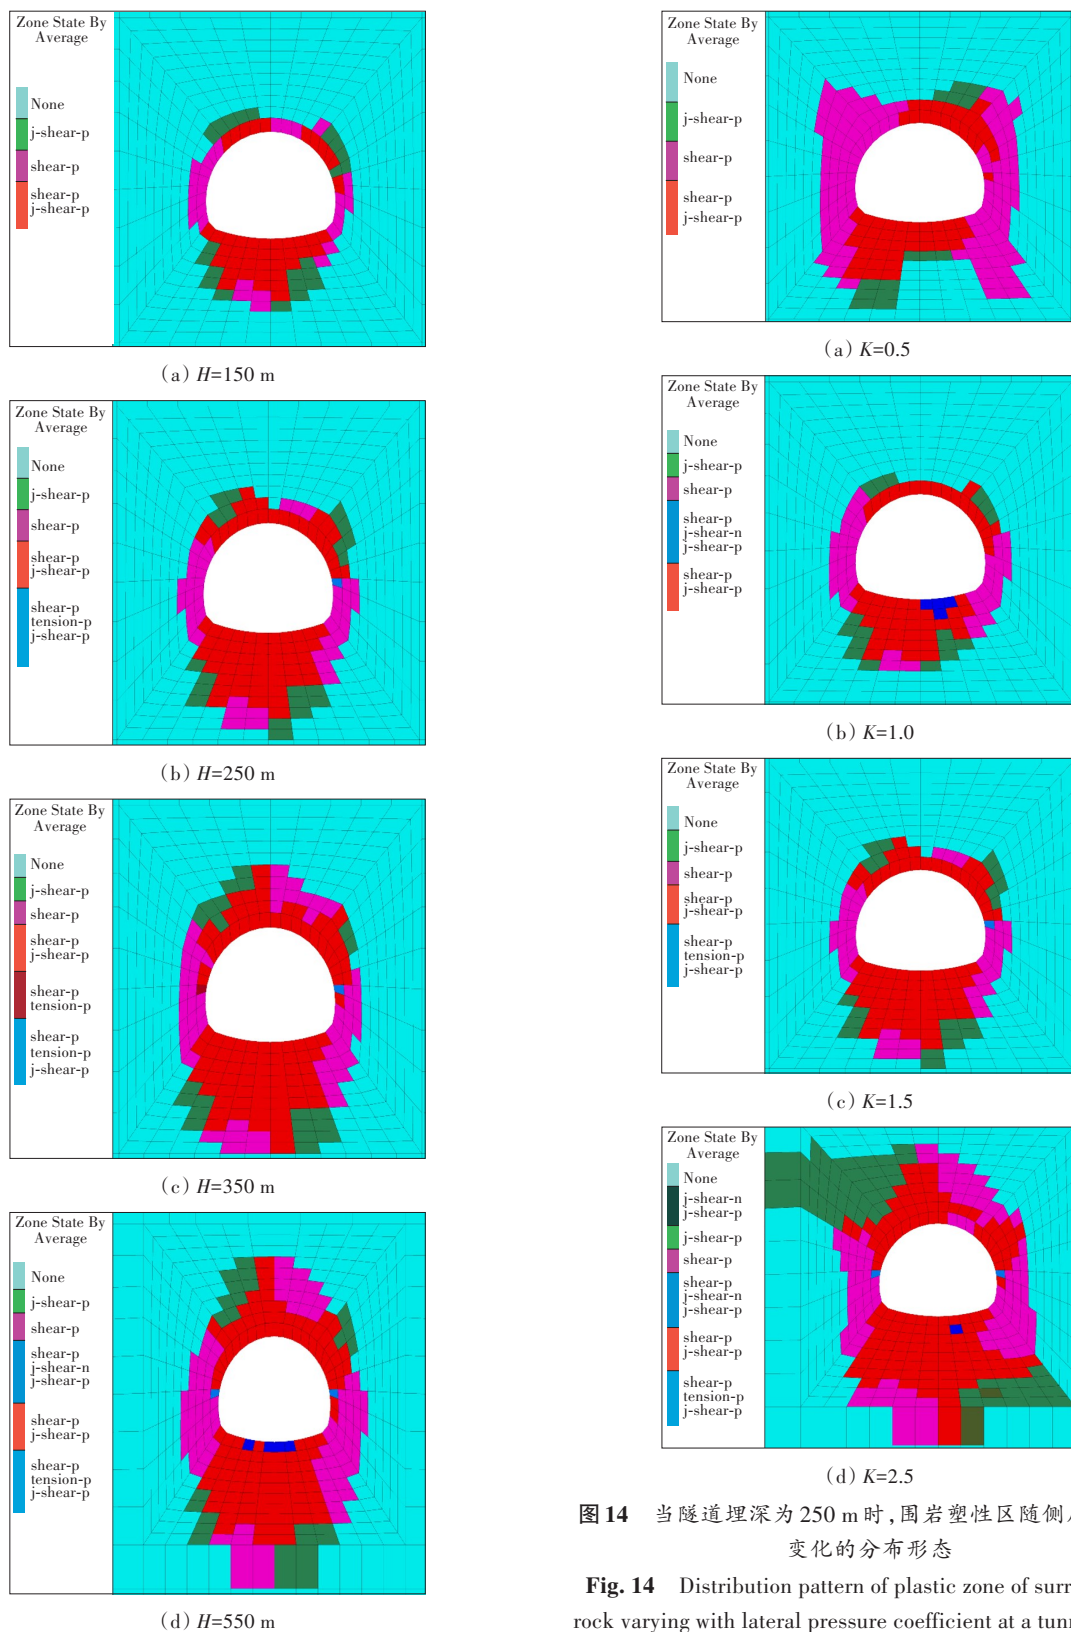 Zone State By
Average
None
j-shear-p
shear-p
shear-p
j-shear-p
(a) H=150 m
Zone State By
Average
None
j-shear-p
shear-p
shear-p
j-shear-p
shear-p
tension-p
j-shear-p
(b) H=250 m
Zone State By
Average
None
j-shear-p
shear-p
shear-p
j-shear-p
shear-p
tension-p
shear-p
tension-p
j-shear-p
(c) H=350 m
Zone State By
Average
None
j-shear-p
shear-p
shear-p
j-shear-n
j-shear-p
shear-p
j-shear-p
shear-p
tension-p
j-shear-p
(d) H=550 m
Zone State By
Average
None
j-shear-p
shear-p
shear-p
j-shear-p
(a) K=0.5
Zone State By
Average
None
j-shear-p
shear-p
shear-p
j-shear-n
j-shear-p
shear-p
j-shear-p
(b) K=1.0
Zone State By
Average
None
j-shear-p
shear-p
shear-p
j-shear-p
shear-p
tension-p
j-shear-p
(c) K=1.5
Zone State By
Average
None
j-shear-n
j-shear-p
j-shear-p
shear-p
shear-p
j-shear-n
j-shear-p
shear-p
j-shear-p
shear-p
tension-p
j-shear-p
(d) K=2.5
图14 当隧道埋深为250 m时,围岩塑性区随侧
变化的分布形态
Fig. 14 Distribution pattern of plastic zone of surr
rock varying with lateral pressure coefficient at a tunn